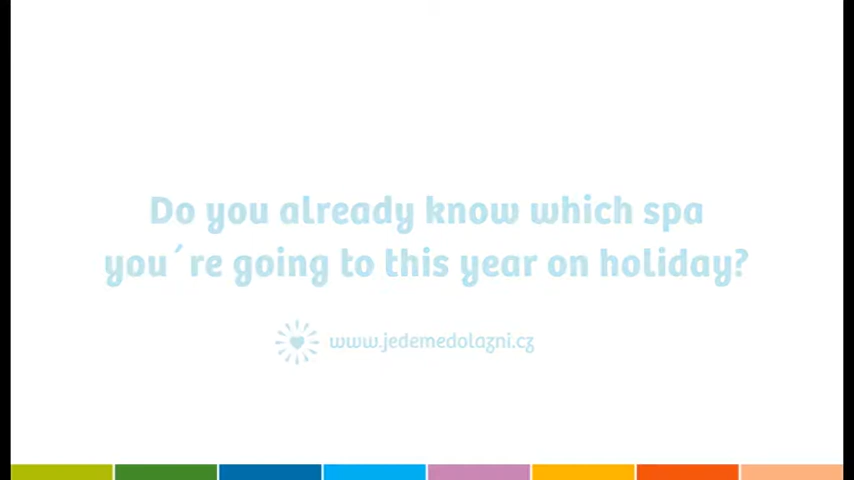 Do you already know which spa
you´re going to this year on holiday?
www.jedemedolazni.cz